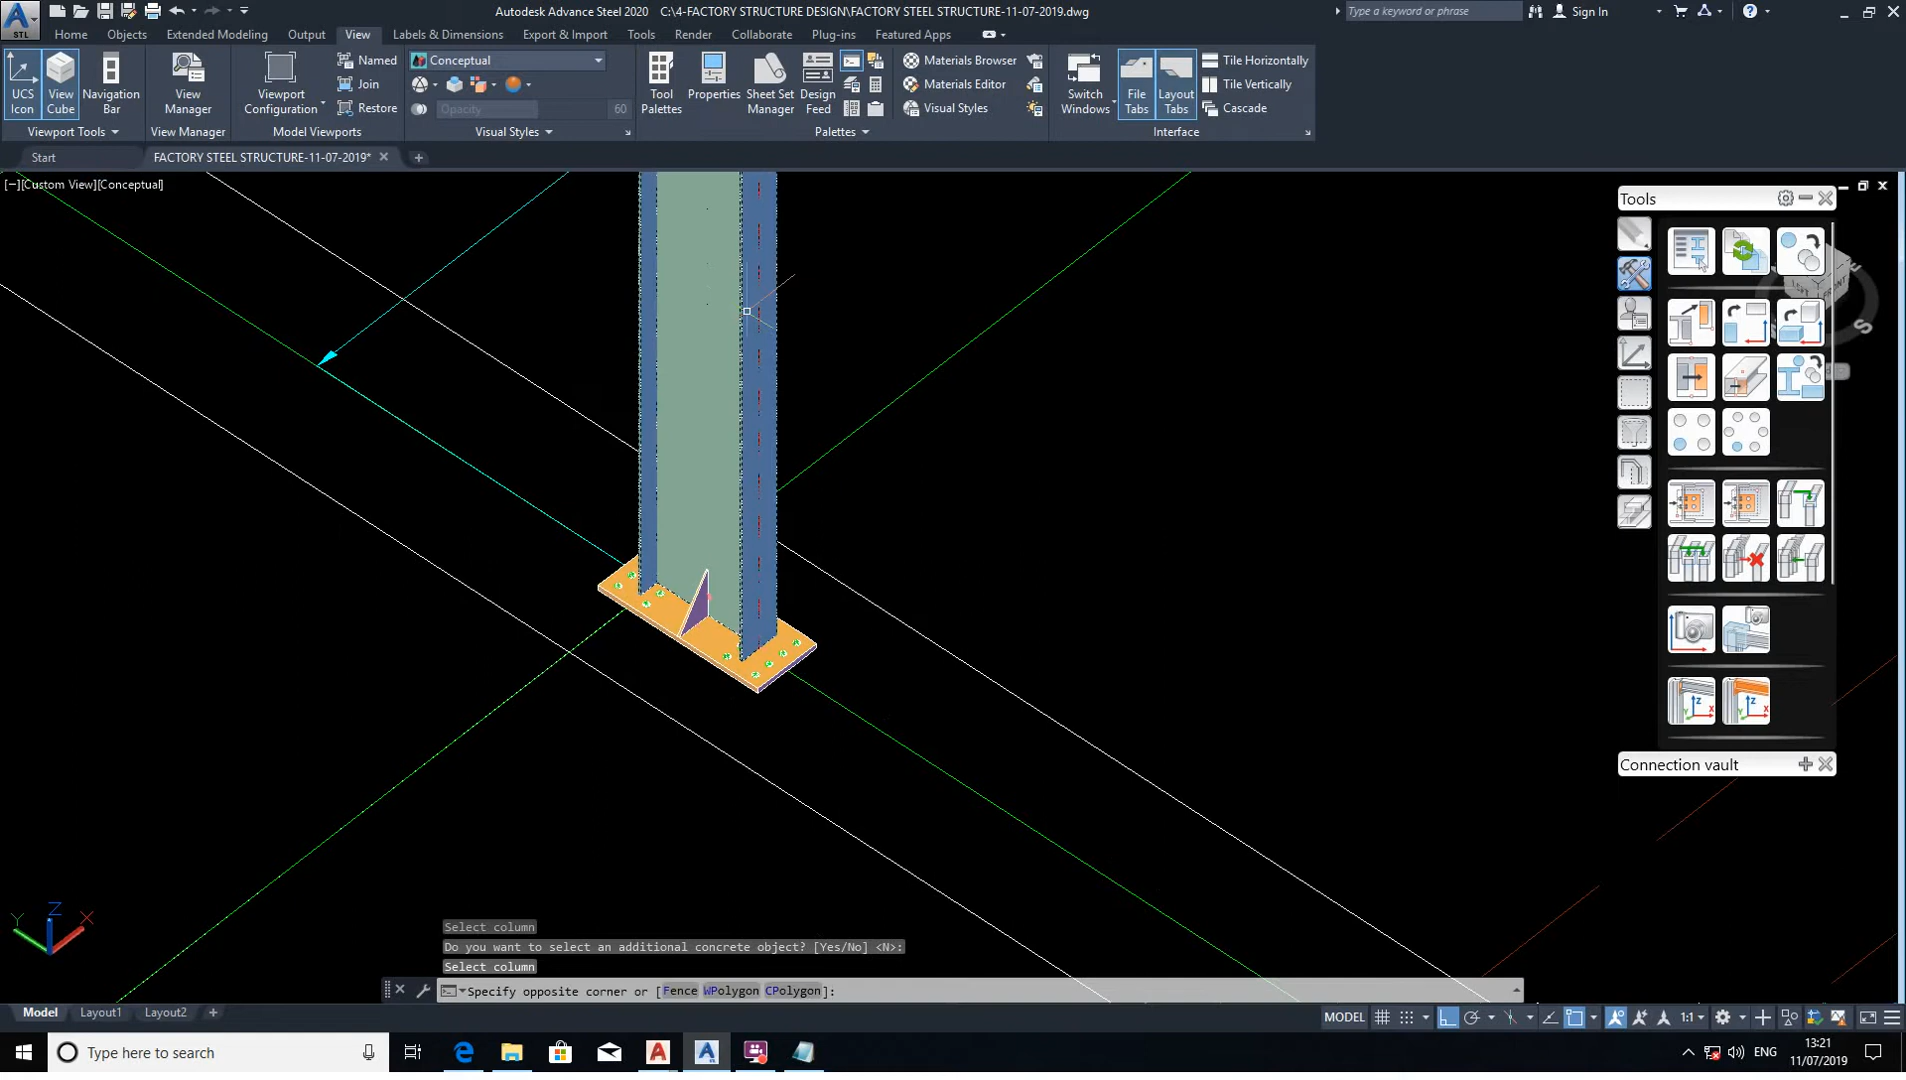 Autodesk Advance Steel 2020 C:\4-FACTORY STRUCTURE DESIGN\FACTORY STEEL STRUCTURE-11-07-2019.dwg
Type a keyword or phrase
Sign In
STL
Home Objects Extended Modeling Output View Labels & Dimensions Export & Import Tools Render Collaborate Plug-ins Featured Apps
UCS Icon
View Cube
Navigation Bar
View Manager
Named
Join
Restore
Viewport Configuration
Conceptual
Opacity 60
Tool Palettes
Properties
Sheet Set Manager
Design Feed
Materials Browser
Materials Editor
Visual Styles
Switch Windows
File Tabs
Layout Tabs
Tile Horizontally
Tile Vertically
Cascade
Viewport Tools
View Manager
Model Viewports
Visual Styles
Palettes
Interface
Start
FACTORY STEEL STRUCTURE-11-07-2019*
[−][Custom View][Conceptual]
Tools
LEFT
FRONT
S
Connection vault
Z
Y
X
Select column
Do you want to select an additional concrete object? [Yes/No] <N>:
Select column
Specify opposite corner or [Fence WPolygon CPolygon]:
Model Layout1 Layout2
MODEL
1:1
Type here to search
ENG
13:21
11/07/2019